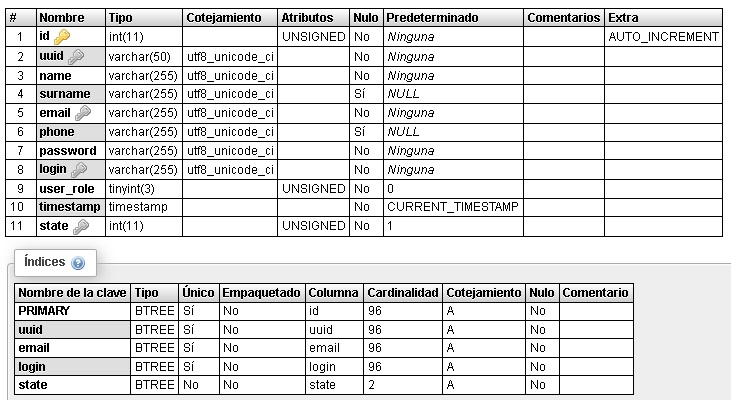 # Nombre Tipo Cotejamiento Atributos Nulo Predeterminado Comentarios Extra
1 id int(11) UNSIGNED No Ninguna AUTO_INCREMENT
2 uuid varchar(50) utf8_unicode_ci No Ninguna
3 name varchar(255) utf8_unicode_ci No Ninguna
4 surname varchar(255) utf8_unicode_ci Sí NULL
5 email varchar(255) utf8_unicode_ci No Ninguna
6 phone varchar(255) utf8_unicode_ci Sí NULL
7 password varchar(255) utf8_unicode_ci No Ninguna
8 login varchar(255) utf8_unicode_ci No Ninguna
9 user_role tinyint(3) UNSIGNED No 0
10 timestamp timestamp No CURRENT_TIMESTAMP
11 state int(11) UNSIGNED No 1
Índices
Nombre de la clave Tipo Único Empaquetado Columna Cardinalidad Cotejamiento Nulo Comentario
PRIMARY BTREE Sí No id 96 A No
uuid BTREE Sí No uuid 96 A No
email BTREE Sí No email 96 A No
login BTREE Sí No login 96 A No
state BTREE No No state 2 A No